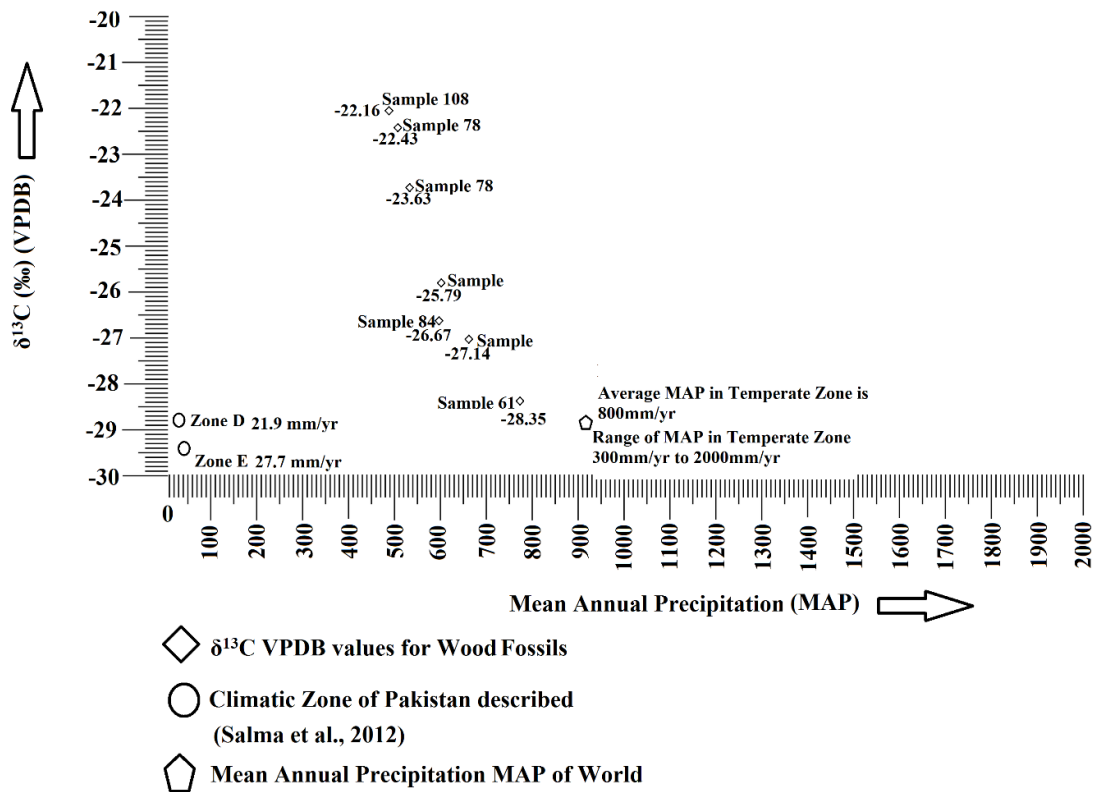 -20
-21
-22
-23
-24
-25
-26
-27
-28
-29
-30
δ¹³C (‰) (VPDB)
Sample 108
-22.16
Sample 78
-22.43
Sample 78
-23.63
Sample
-25.79
Sample 84
-26.67
Sample
-27.14
Sample 61
-28.35
Zone D 21.9 mm/yr
Zone E 27.7 mm/yr
Average MAP in Temperate Zone is
800mm/yr
Range of MAP in Temperate Zone
300mm/yr to 2000mm/yr
0
100
200
300
400
500
600
700
800
900
1000
1100
1200
1300
1400
1500
1600
1700
1800
1900
2000
Mean Annual Precipitation (MAP)
δ¹³C VPDB values for Wood Fossils
Climatic Zone of Pakistan described
(Salma et al., 2012)
Mean Annual Precipitation MAP of World